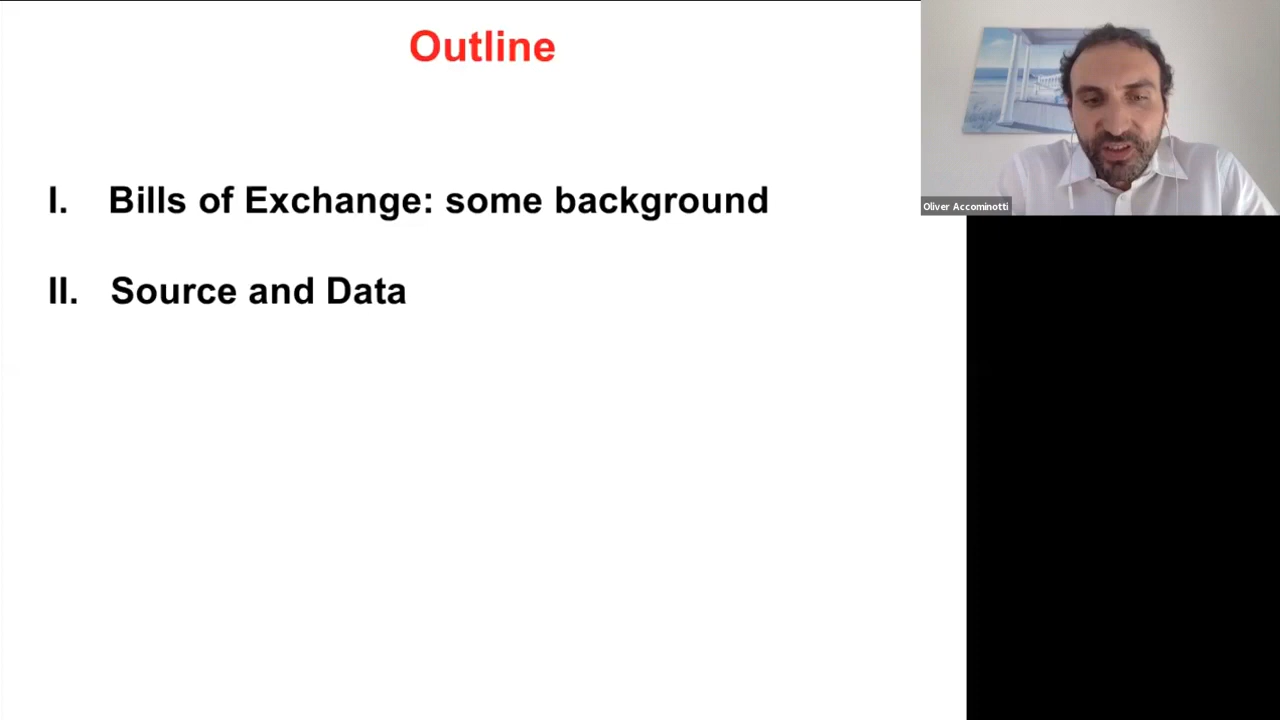 Outline
I. Bills of Exchange: some background
II. Source and Data
Oliver Accominotti